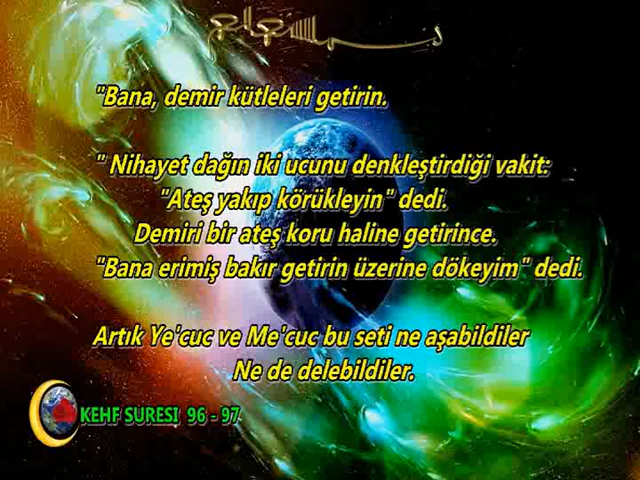 "Bana, demir kütleleri getirin.
" Nihayet dağın iki ucunu denkleştirdiği vakit:
"Ateş yakıp körükleyin" dedi.
Demiri bir ateş koru haline getirince.
"Bana erimiş bakır getirin üzerine dökeyim" dedi.
Artık Ye'cuc ve Me'cuc bu seti ne aşabildiler
Ne de delebildiler.
KEHF SURESI 96 - 97